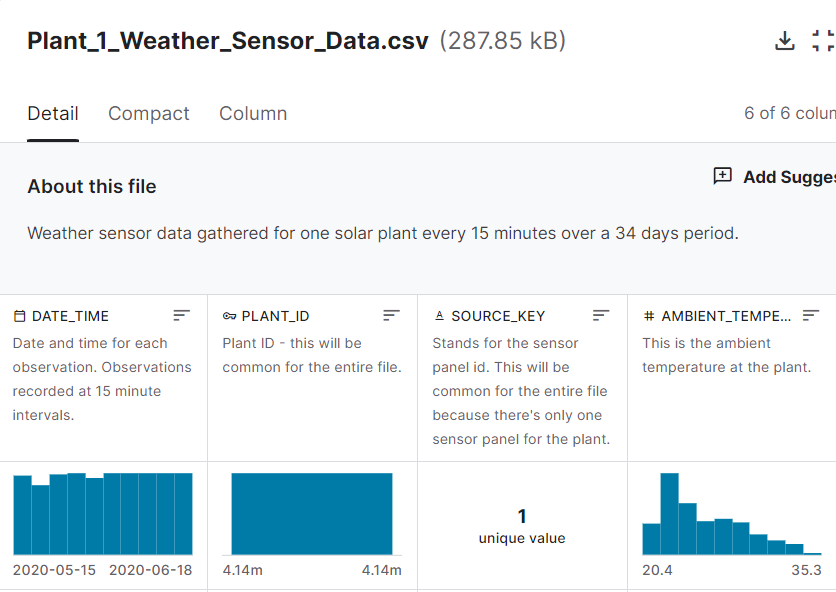 Plant_1_Weather_Sensor_Data.csv (287.85 kB)
Detail Compact Column 6 of 6 colum
About this file
Add Sugges
Weather sensor data gathered for one solar plant every 15 minutes over a 34 days period.
DATE_TIME
Date and time for each
observation. Observations
recorded at 15 minute
intervals.
PLANT_ID
Plant ID - this will be
common for the entire file.
SOURCE_KEY
Stands for the sensor
panel id. This will be
common for the entire file
because there's only one
sensor panel for the plant.
AMBIENT_TEMPE...
This is the ambient
temperature at the plant.
2020-05-15 2020-06-18
4.14m 4.14m
1
unique value
20.4 35.3